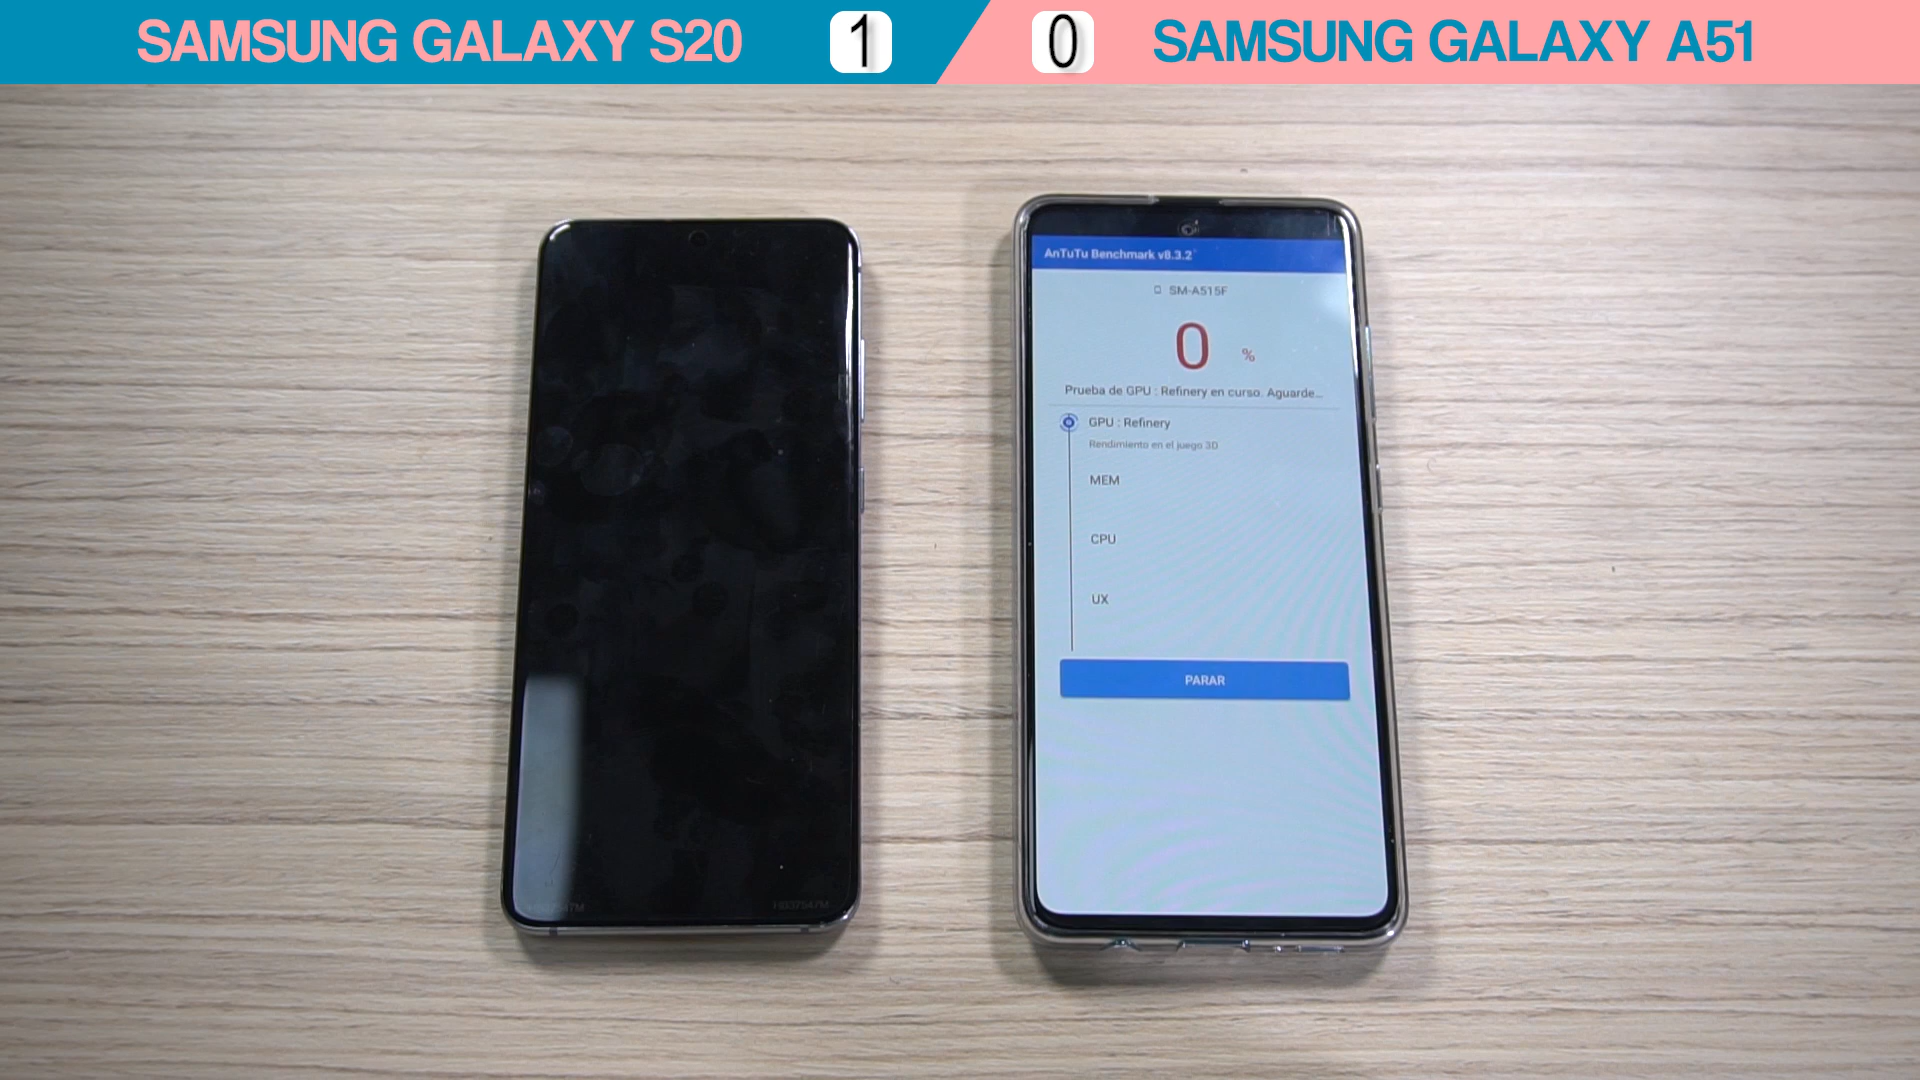 SAMSUNG GALAXY S20
1
0
SAMSUNG GALAXY A51
AnTuTu Benchmark v8.3.2
SM-A515F
0 %
Prueba de GPU : Refinery en curso. Aguarde...
GPU : Refinery
Rendimiento en el juego 3D
MEM
CPU
UX
PARAR